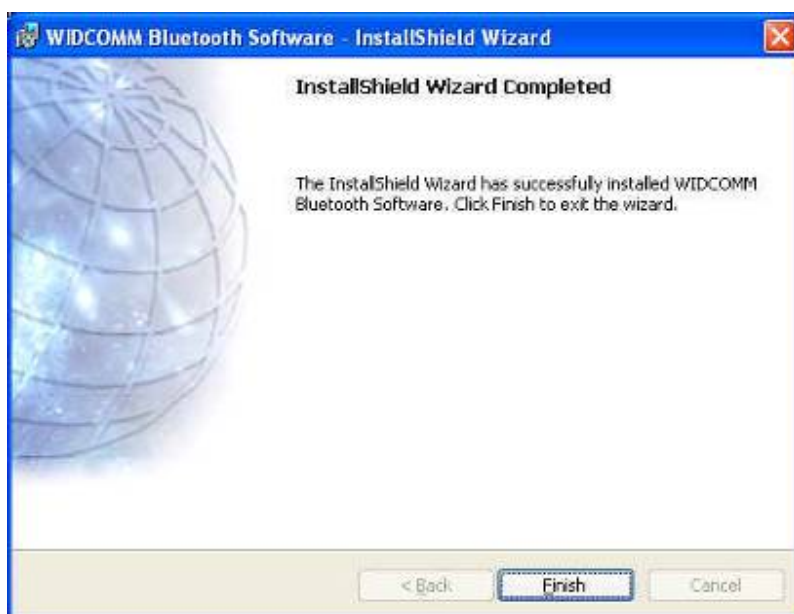 WIDCOMM Bluetooth Software - InstallShield Wizard
InstallShield Wizard Completed
The InstallShield Wizard has successfully installed WIDCOMM
Bluetooth Software. Click Finish to exit the wizard.
< Back
Finish
Cancel